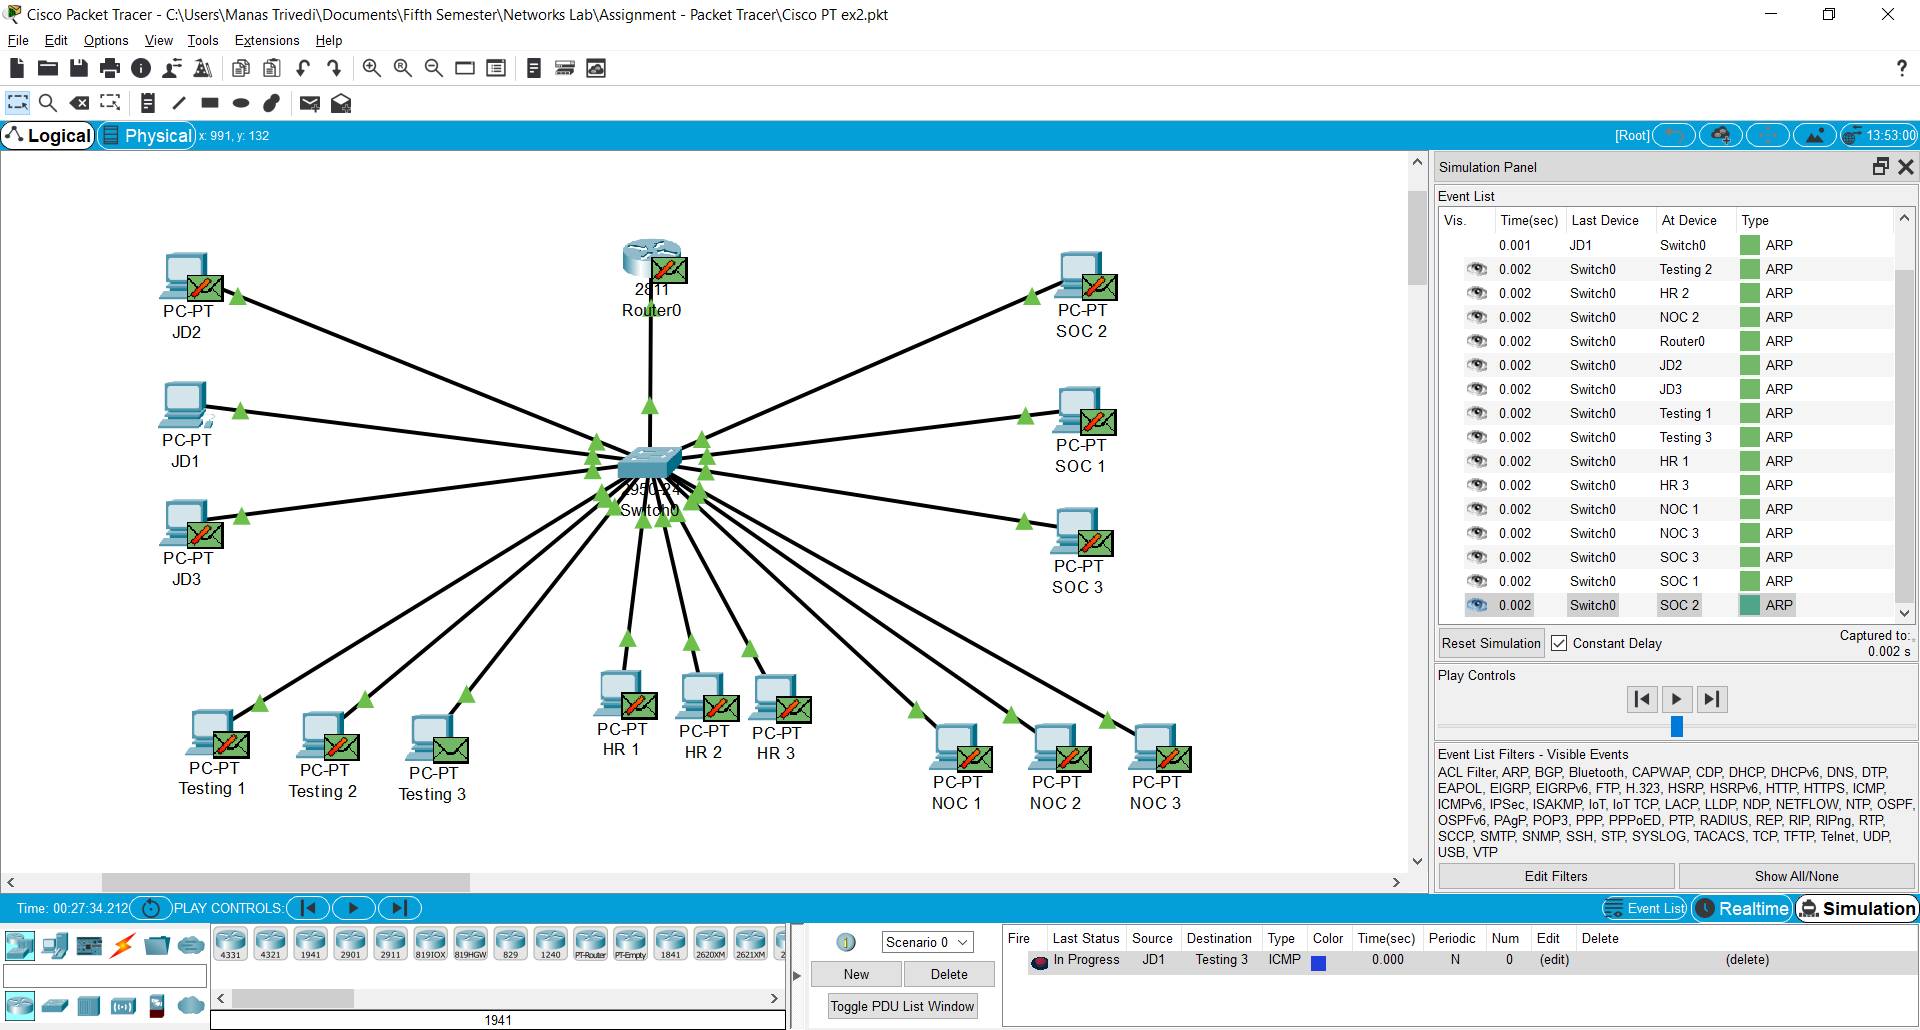 Cisco Packet Tracer - C:\Users\Manas Trivedi\Documents\Fifth Semester\Networks Lab\Assignment - Packet Tracer\Cisco PT ex2.pkt
File Edit Options View Tools Extensions Help
?
Logical Physical x: 991, y: 132 [Root] 13:53:00
2811
Router0
PC-PT
JD2
PC-PT
JD1
PC-PT
JD3
PC-PT
SOC 2
PC-PT
SOC 1
PC-PT
SOC 3
2950-24
Switch0
PC-PT
Testing 1
PC-PT
Testing 2
PC-PT
Testing 3
PC-PT
HR 1
PC-PT
HR 2
PC-PT
HR 3
PC-PT
NOC 1
PC-PT
NOC 2
PC-PT
NOC 3
Simulation Panel
Event List
Vis. Time(sec) Last Device At Device Type
0.001 JD1 Switch0 ARP
0.002 Switch0 Testing 2 ARP
0.002 Switch0 HR 2 ARP
0.002 Switch0 NOC 2 ARP
0.002 Switch0 Router0 ARP
0.002 Switch0 JD2 ARP
0.002 Switch0 JD3 ARP
0.002 Switch0 Testing 1 ARP
0.002 Switch0 Testing 3 ARP
0.002 Switch0 HR 1 ARP
0.002 Switch0 HR 3 ARP
0.002 Switch0 NOC 1 ARP
0.002 Switch0 NOC 3 ARP
0.002 Switch0 SOC 3 ARP
0.002 Switch0 SOC 1 ARP
0.002 Switch0 SOC 2 ARP
Reset Simulation Constant Delay Captured to:
0.002 s
Play Controls
Event List Filters - Visible Events
ACL Filter, ARP, BGP, Bluetooth, CAPWAP, CDP, DHCP, DHCPv6, DNS, DTP,
EAPOL, EIGRP, EIGRPv6, FTP, H.323, HSRP, HSRPv6, HTTP, HTTPS, ICMP,
ICMPv6, IPSec, ISAKMP, IoT, IoT TCP, LACP, LLDP, NDP, NETFLOW, NTP, OSPF,
OSPFv6, PAgP, POP3, PPP, PPPoED, PTP, RADIUS, REP, RIP, RIPng, RTP,
SCCP, SMTP, SNMP, SSH, STP, SYSLOG, TACACS, TCP, TFTP, Telnet, UDP,
USB, VTP
Edit Filters Show All/None
Time: 00:27:34.212 PLAY CONTROLS: Event List Realtime Simulation
4331 4321 1941 2901 2911 819IOX 819HGW 829 1240 PT-Router PT-Empty 1841 2620XM 2621XM 2
1941
Scenario 0
New Delete
Toggle PDU List Window
Fire Last Status Source Destination Type Color Time(sec) Periodic Num Edit Delete
In Progress JD1 Testing 3 ICMP 0.000 N 0 (edit) (delete)